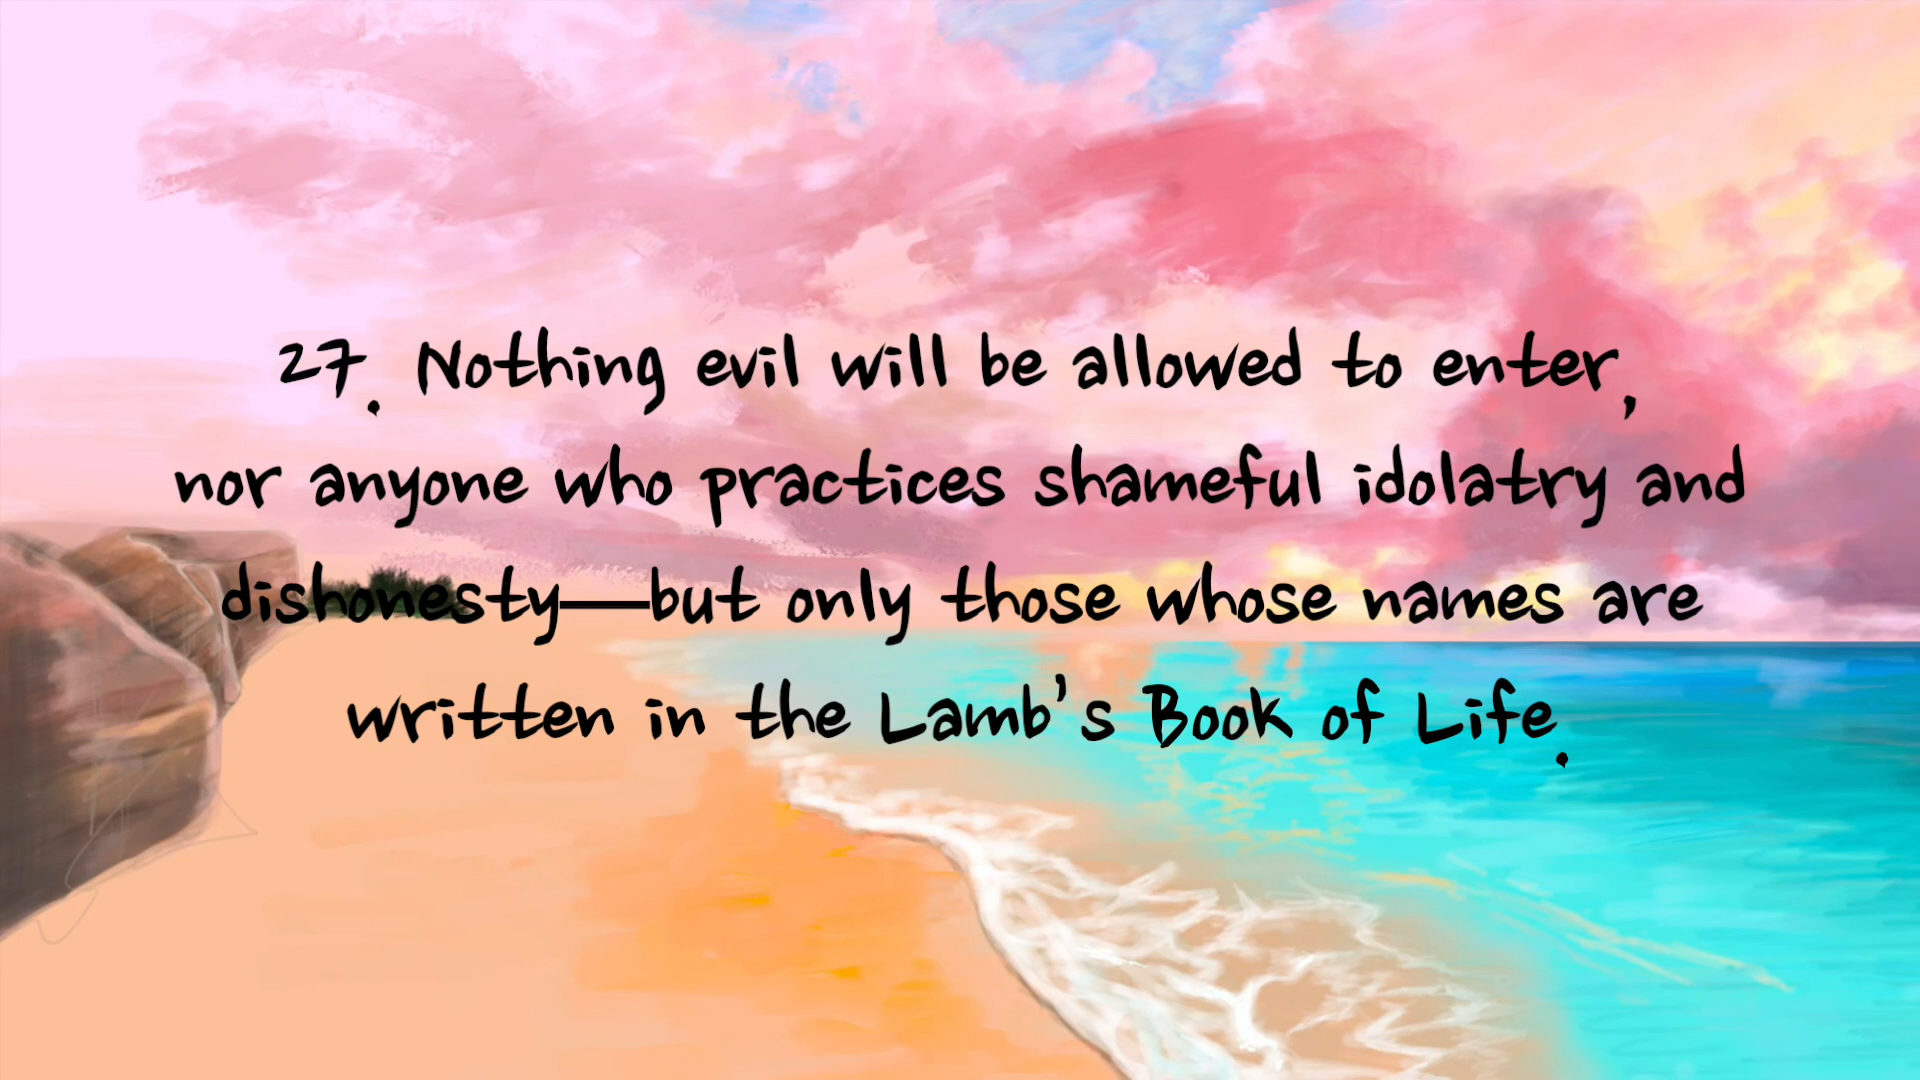 27. Nothing evil will be allowed to enter,
nor anyone who practices shameful idolatry and
dishonesty—but only those whose names are
written in the Lamb's Book of Life.